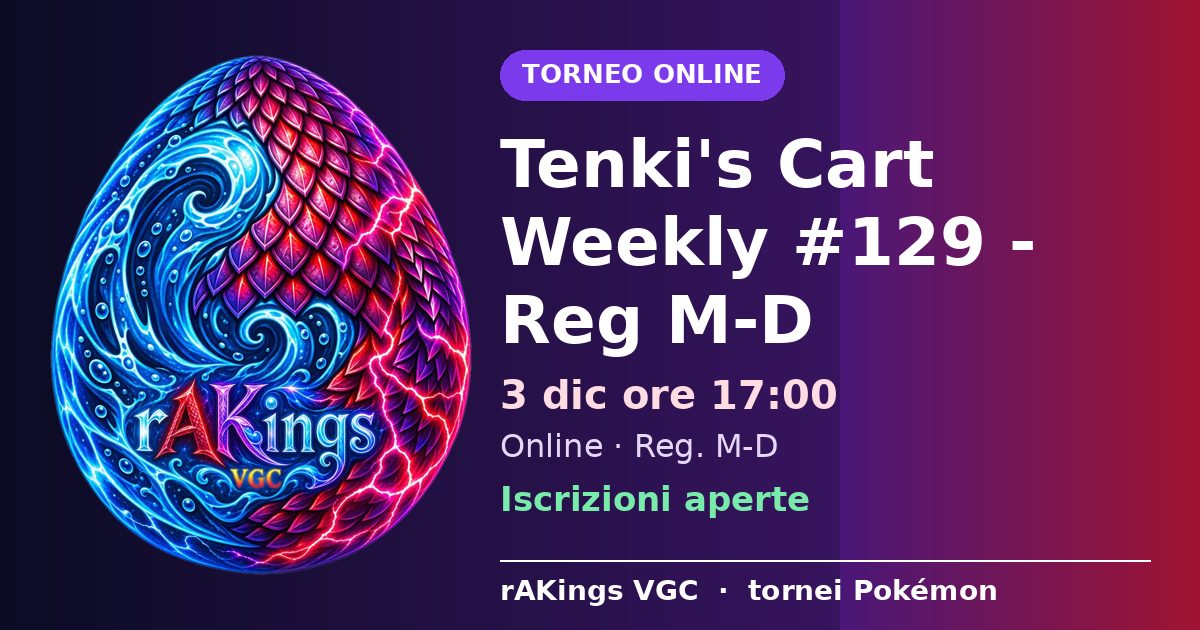 TORNEO ONLINE
Tenki's Cart
Weekly #129 -
Reg M-D
3 dic ore 17:00
Online · Reg. M-D
Iscrizioni aperte
rAKings
VGC
rAKings VGC · tornei Pokémon